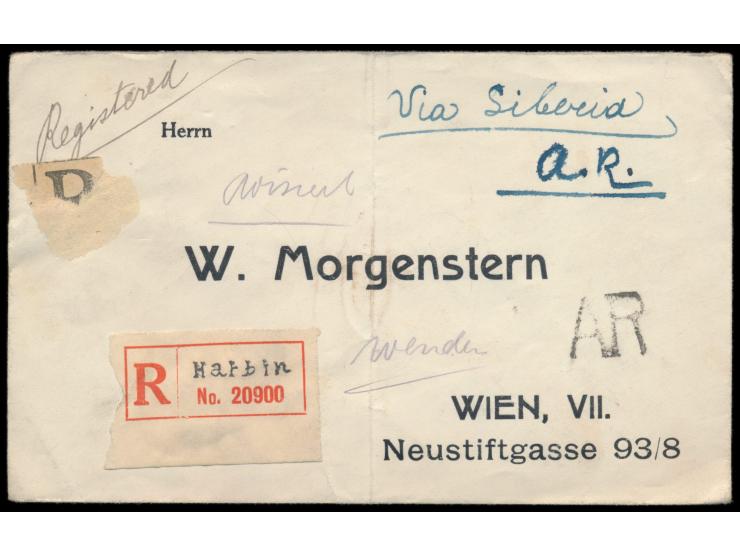 Registered
Via Siberia
Herrn
A.R.
D
avisiert
W. Morgenstern
AR
wenden
R Harbin
No. 20900
WIEN, VII.
Neustiftgasse 93/8